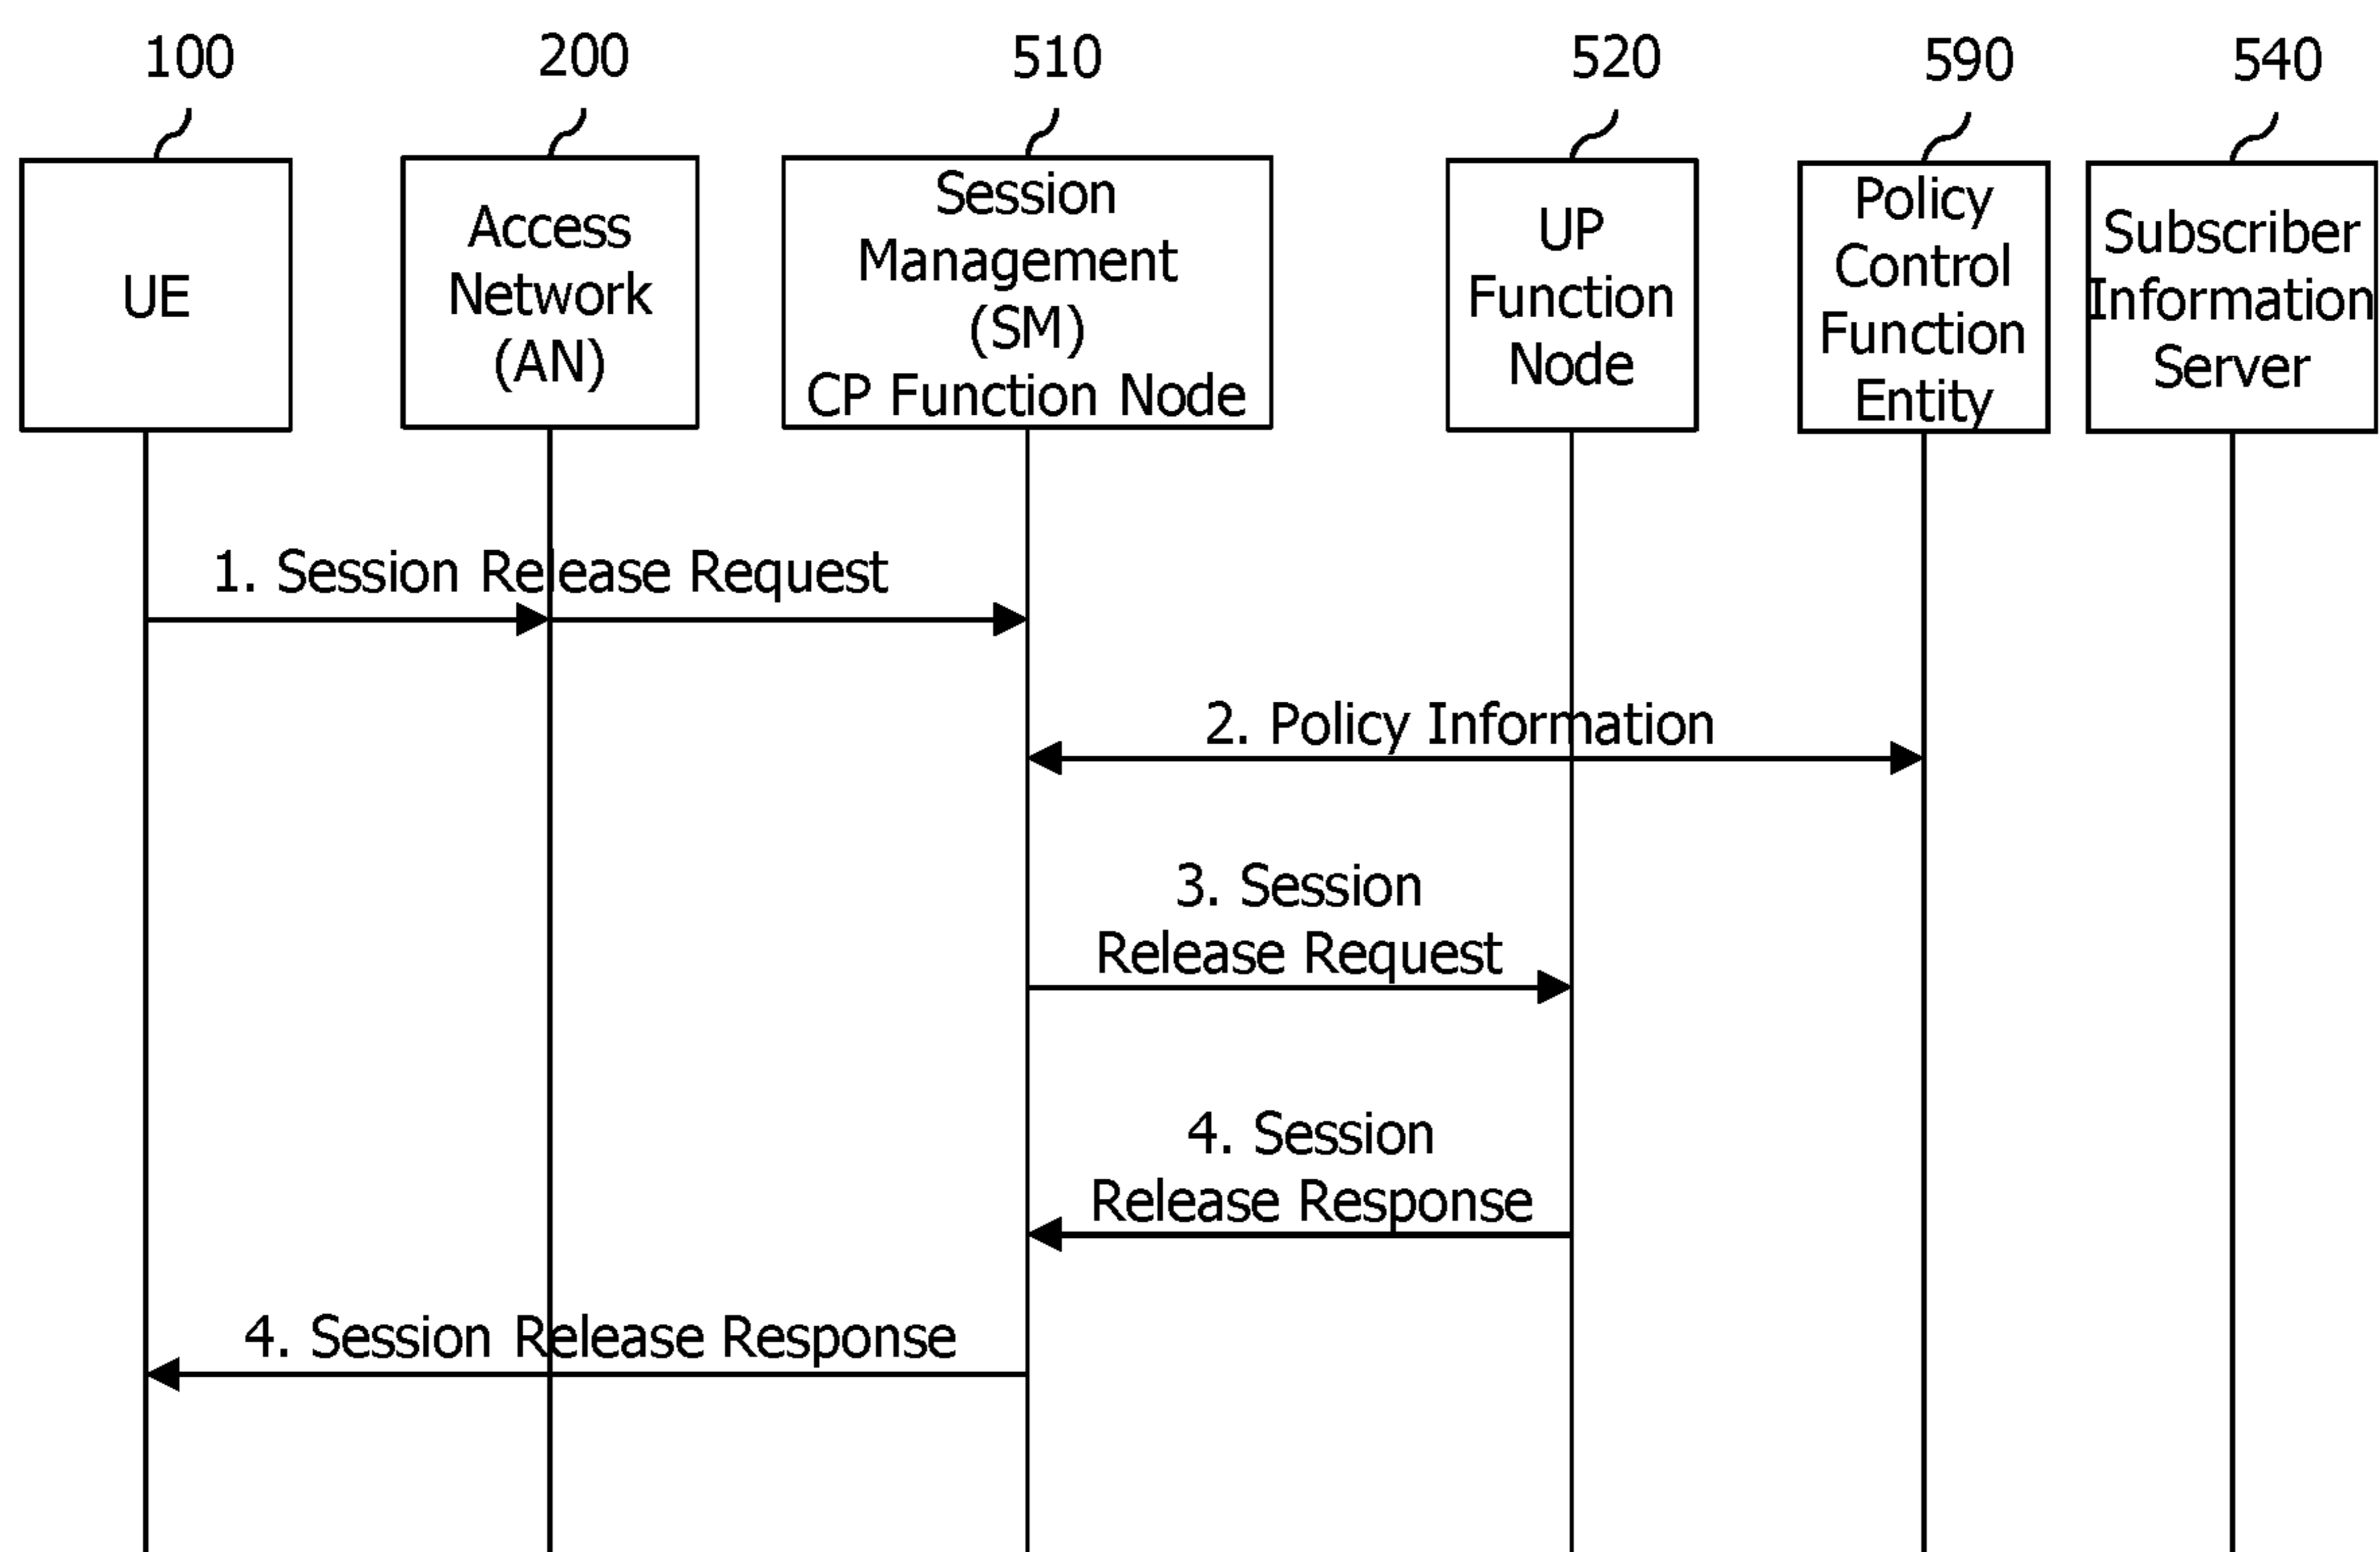 100
200
510
520
590
540
UE
Access
Network
(AN)
Session
Management
(SM)
CP Function Node
UP
Function
Node
Policy
Control
Function
Entity
Subscriber
Information
Server
1. Session Release Request
2. Policy Information
3. Session
Release Request
4. Session
Release Response
4. Session Release Response